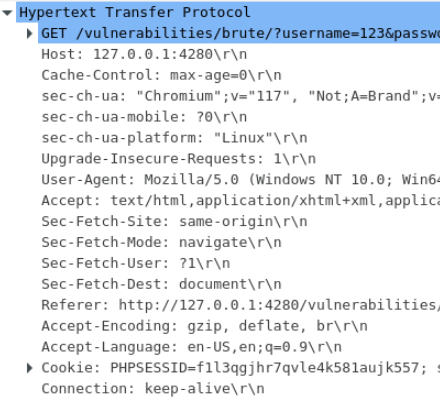 Hypertext Transfer Protocol
GET /vulnerabilities/brute/?username=123&passwo
Host: 127.0.0.1:4280\r\n
Cache-Control: max-age=0\r\n
sec-ch-ua: "Chromium";v="117", "Not;A=Brand";v=
sec-ch-ua-mobile: ?0\r\n
sec-ch-ua-platform: "Linux"\r\n
Upgrade-Insecure-Requests: 1\r\n
User-Agent: Mozilla/5.0 (Windows NT 10.0; Win64
Accept: text/html,application/xhtml+xml,applica
Sec-Fetch-Site: same-origin\r\n
Sec-Fetch-Mode: navigate\r\n
Sec-Fetch-User: ?1\r\n
Sec-Fetch-Dest: document\r\n
Referer: http://127.0.0.1:4280/vulnerabilities/
Accept-Encoding: gzip, deflate, br\r\n
Accept-Language: en-US,en;q=0.9\r\n
Cookie: PHPSESSID=f1l3qgjhr7qvle4k581aujk557; s
Connection: keep-alive\r\n